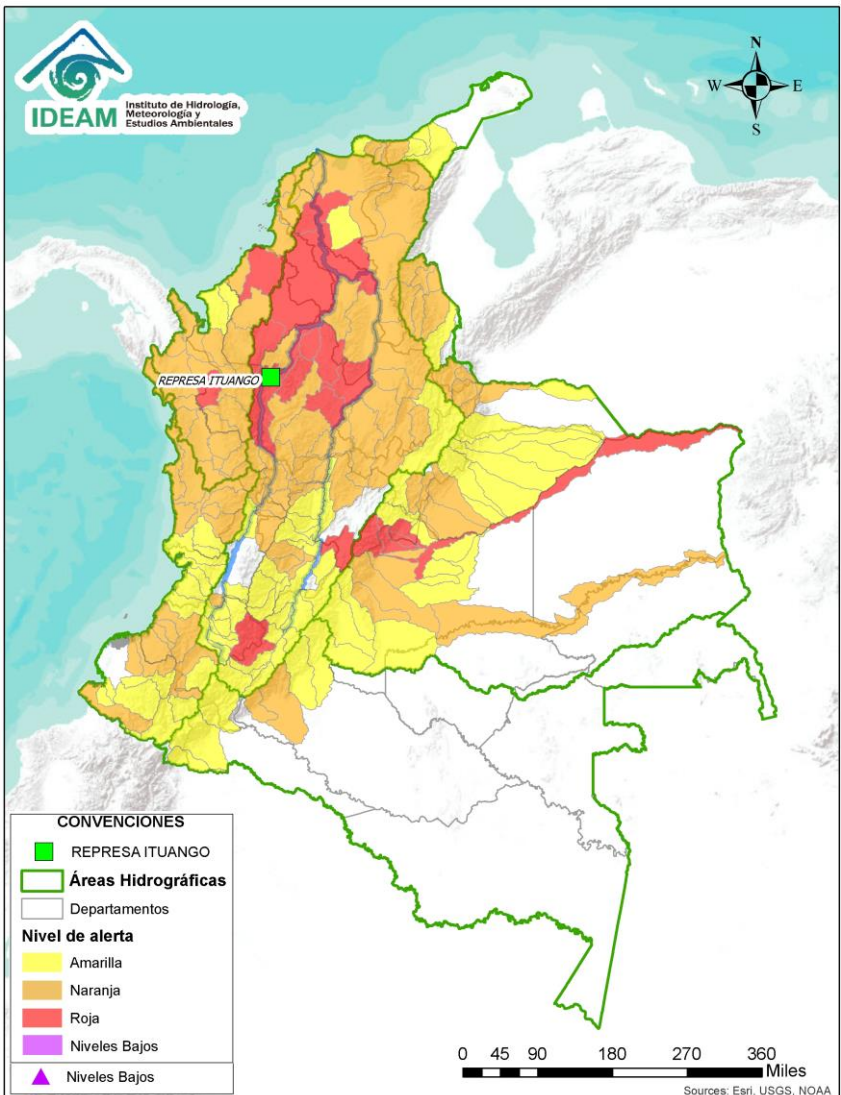 IDEAM
Instituto de Hidrología,
Meteorología y
Estudios Ambientales
N
W
E
S
REPRESA ITUANGO
CONVENCIONES
REPRESA ITUANGO
Áreas Hidrográficas
Departamentos
Nivel de alerta
Amarilla
Naranja
Roja
Niveles Bajos
Niveles Bajos
0 45 90 180 270 360
Miles
Sources: Esri, USGS, NOAA